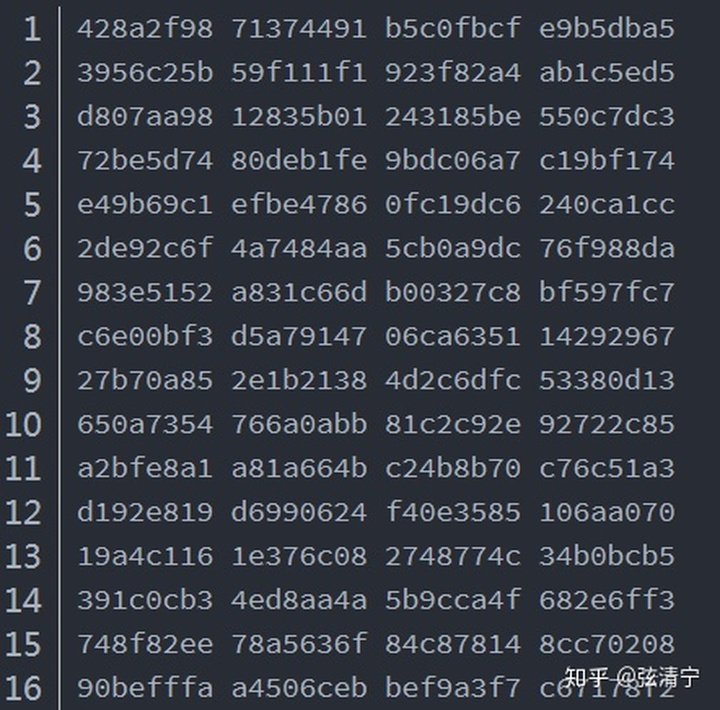 1 428a2f98 71374491 b5c0fbcf e9b5dba5
2 3956c25b 59f111f1 923f82a4 ab1c5ed5
3 d807aa98 12835b01 243185be 550c7dc3
4 72be5d74 80deb1fe 9bdc06a7 c19bf174
5 e49b69c1 efbe4786 0fc19dc6 240ca1cc
6 2de92c6f 4a7484aa 5cb0a9dc 76f988da
7 983e5152 a831c66d b00327c8 bf597fc7
8 c6e00bf3 d5a79147 06ca6351 14292967
9 27b70a85 2e1b2138 4d2c6dfc 53380d13
10 650a7354 766a0abb 81c2c92e 92722c85
11 a2bfe8a1 a81a664b c24b8b70 c76c51a3
12 d192e819 d6990624 f40e3585 106aa070
13 19a4c116 1e376c08 2748774c 34b0bcb5
14 391c0cb3 4ed8aa4a 5b9cca4f 682e6ff3
15 748f82ee 78a5636f 84c87814 8cc70208
16 90befffa a4506ceb bef9a3f7 c67178f2
知乎 @弦清宁